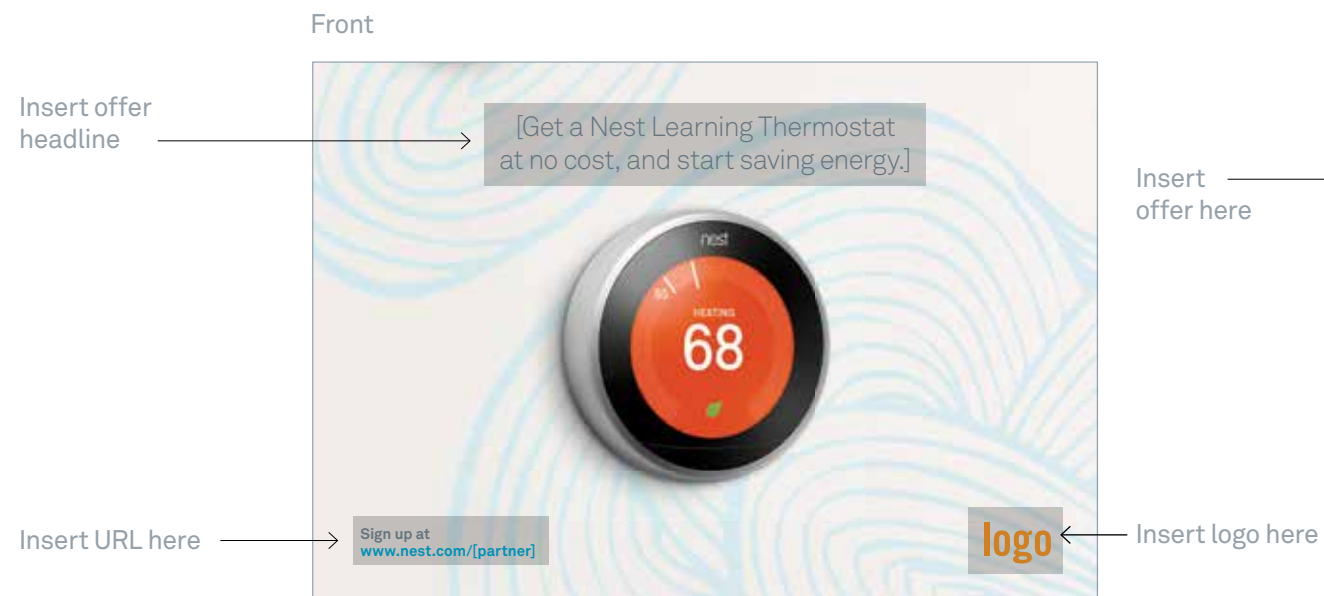 Front
Insert offer
headline
[Get a Nest Learning Thermostat
at no cost, and start saving energy.]
Insert
offer here
nest
HEATING
68
Insert URL here
Sign up at
www.nest.com/[partner]
logo
Insert logo here